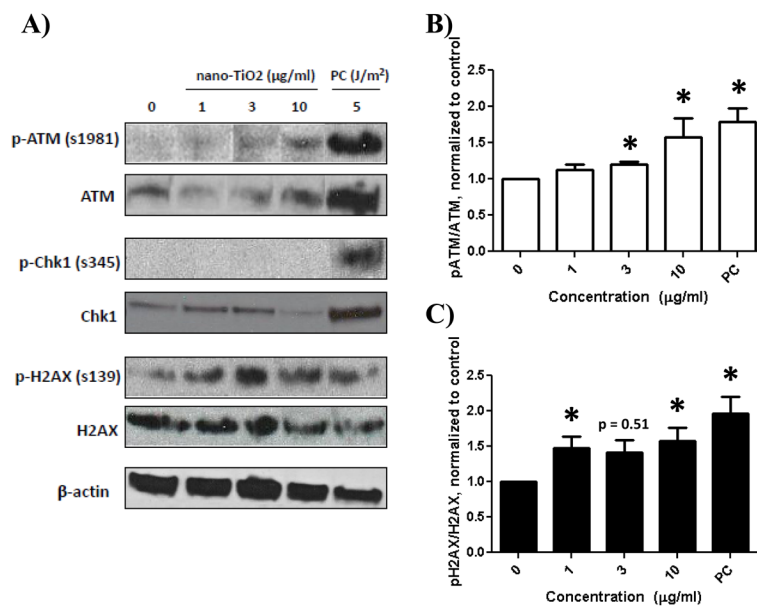 A)
nano-TiO2 (µg/ml) PC (J/m²)
0 1 3 10 5
p-ATM (s1981)
ATM
p-Chk1 (s345)
Chk1
p-H2AX (s139)
H2AX
β-actin
B)
pATM/ATM, normalized to control
2.5
2.0
1.5
1.0
0.5
0.0
* * *
0 1 3 10 PC
Concentration (µg/ml)
C)
pH2AX/H2AX, normalized to control
2.5
2.0
1.5
1.0
0.5
0.0
* p = 0.51 * *
0 1 3 10 PC
Concentration (µg/ml)